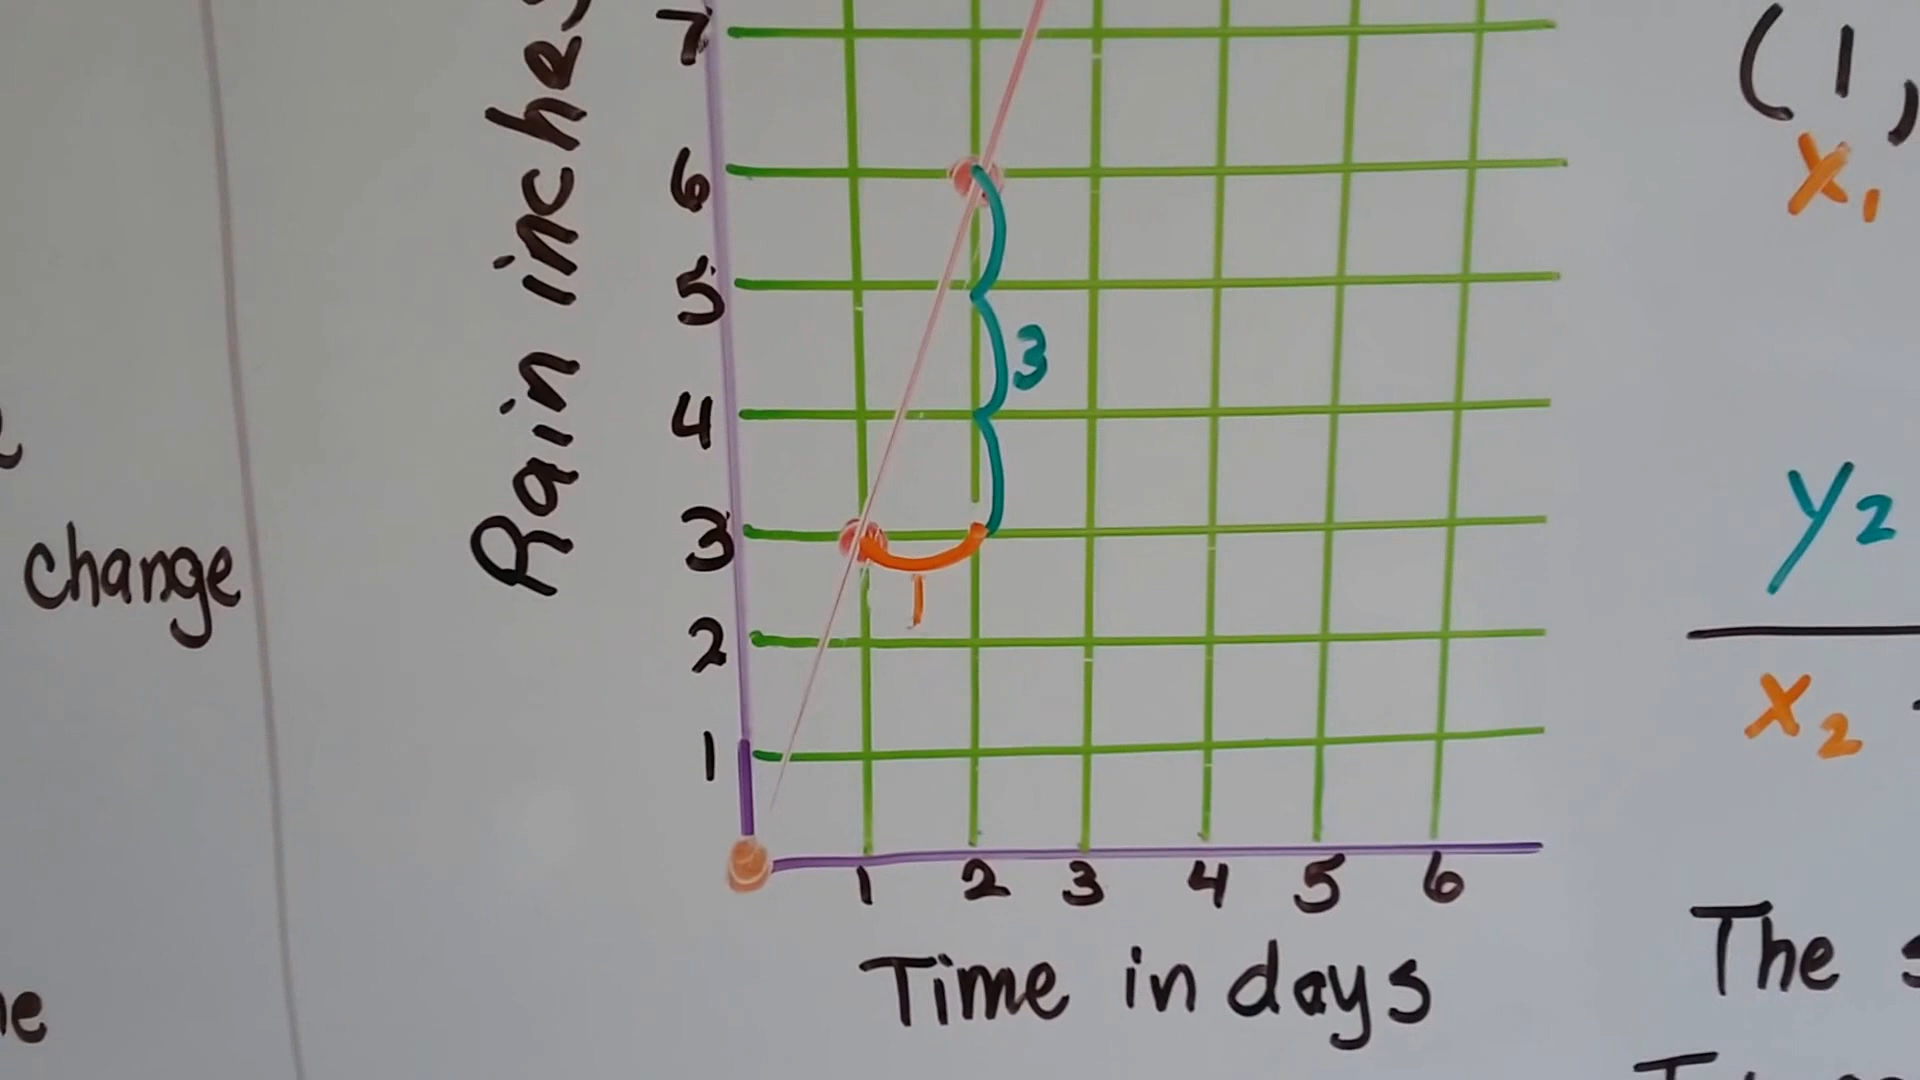 change
Rain inches
7
6
5
4
3
2
1
3
1
1 2 3 4 5 6
Time in days
(1,
x₁
y₂
x₂
The